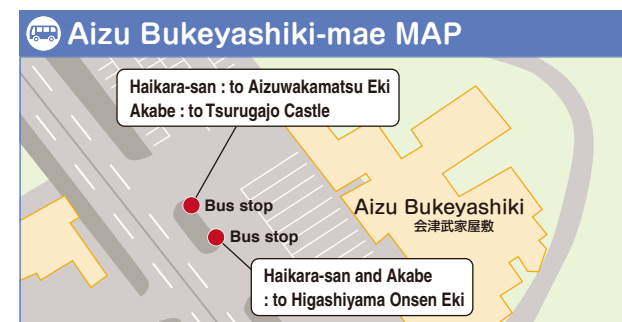 Aizu Bukeyashiki-mae MAP
Haikara-san : to Aizuwakamatsu Eki
Akabe : to Tsurugajo Castle
Bus stop
Aizu Bukeyashiki
会津武家屋敷
Bus stop
Haikara-san and Akabe
: to Higashiyama Onsen Eki